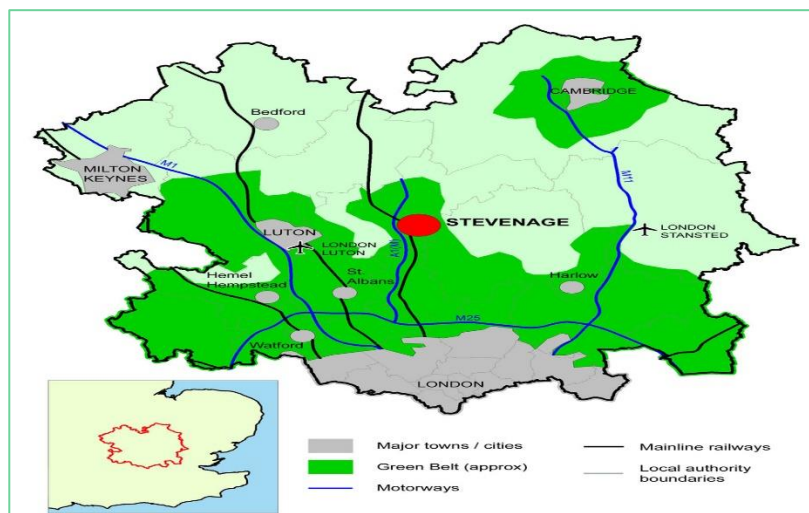 CAMBRIDGE
Bedford
M1
MILTON
KEYNES
M11
STEVENAGE
LUTON
LONDON
LUTON
A1(M)
LONDON
STANSTED
Hemel
Hempstead
St.
Albans
Harlow
M25
Watford
LONDON
Major towns / cities
Green Belt (approx)
Motorways
Mainline railways
Local authority
boundaries